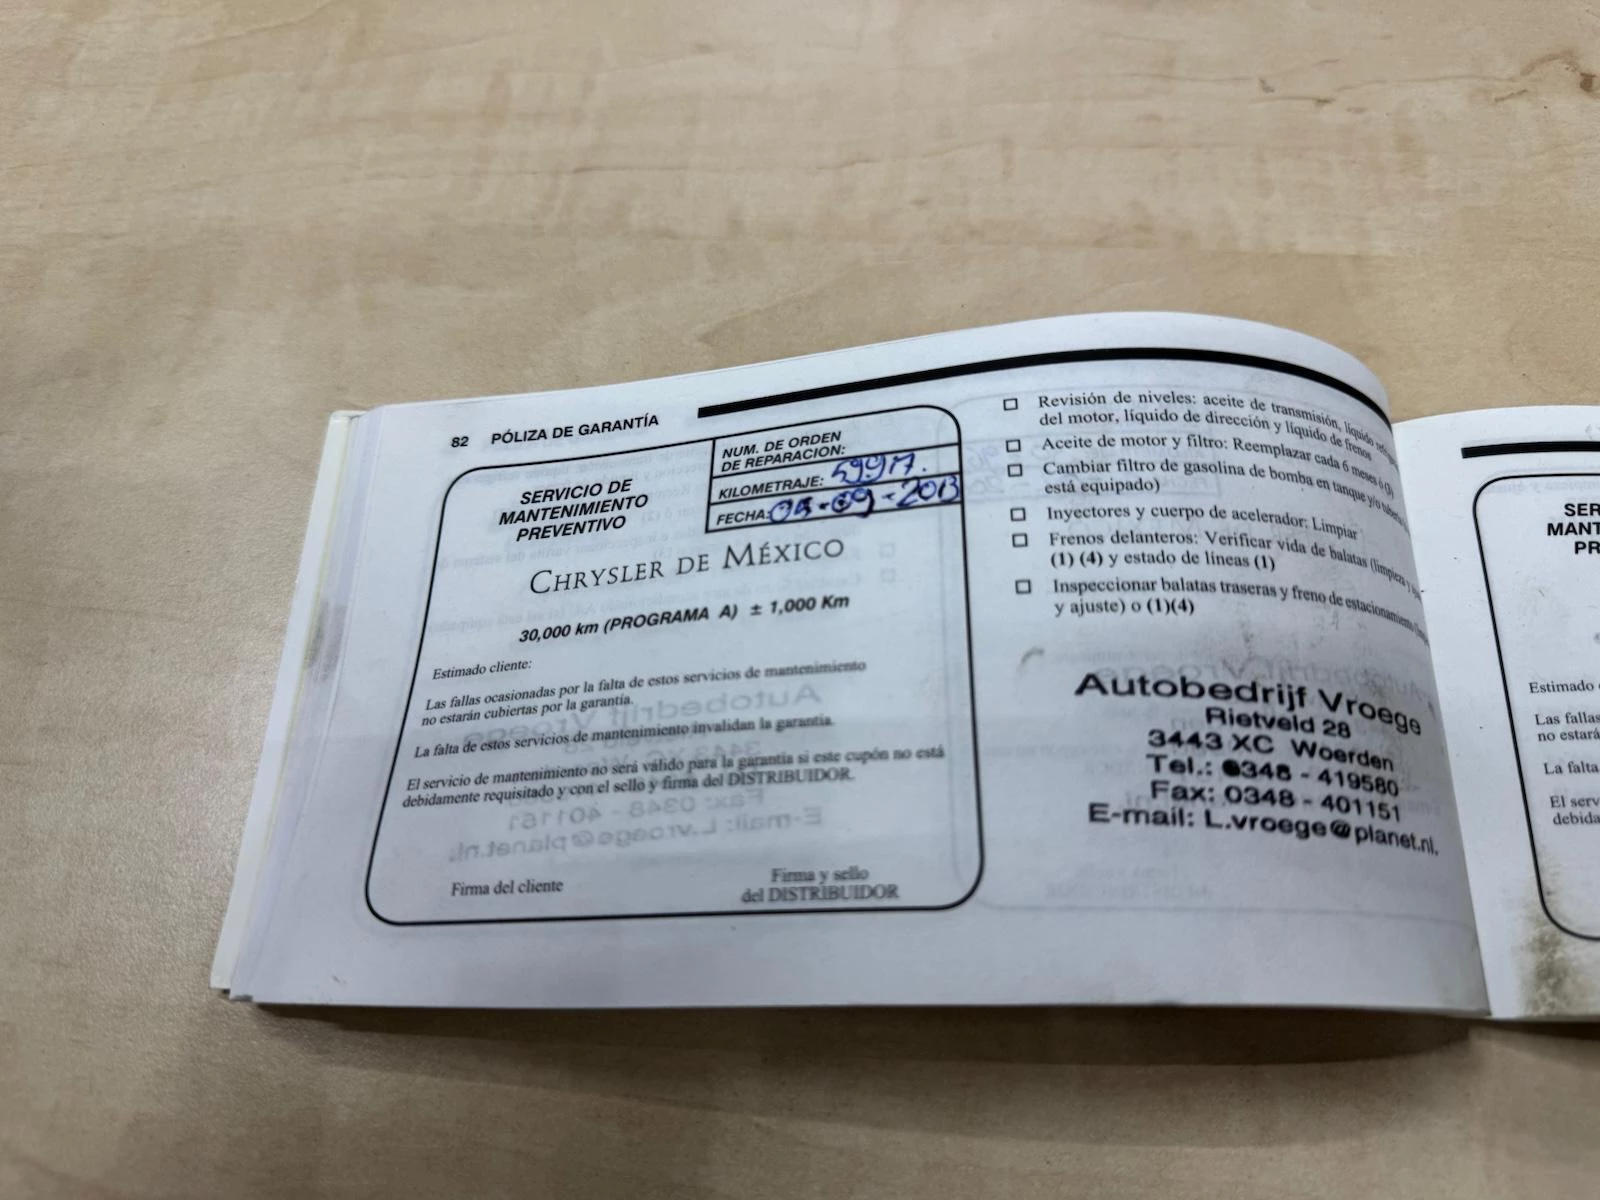 82 PÓLIZA DE GARANTÍA
SERVICIO DE
MANTENIMIENTO
PREVENTIVO
NUM. DE ORDEN
DE REPARACION:
KILOMETRAJE:
FECHA: 05-09-2013
CHRYSLER DE MÉXICO
30,000 km (PROGRAMA A) ± 1,000 Km
Estimado cliente:
Las fallas ocasionadas por la falta de estos servicios de mantenimiento
no estarán cubiertas por la garantía.
La falta de estos servicios de mantenimiento invalidan la garantía.
El servicio de mantenimiento no será válido para la garantía si este cupón no está
debidamente requisitado y con el sello y firma del DISTRIBUIDOR.
Firma del cliente
Firma y sello
del DISTRIBUIDOR
Revisión de niveles: aceite de transmisión, líquido
del motor, líquido de dirección y líquido de frenos
Aceite de motor y filtro: Reemplazar cada 6 meses ó (3)
Cambiar filtro de gasolina de bomba en tanque y/o
está equipado)
Inyectores y cuerpo de acelerador: Limpiar
Frenos delanteros: Verificar vida de balatas (limpieza y
(1) (4) y estado de líneas (1)
Inspeccionar balatas traseras y freno de estacionamiento
y ajuste) o (1)(4)
Autobedrijf Vroege
Rietveld 28
3443 XC Woerden
Tel.: 0348 - 419580
Fax: 0348 - 401151
E-mail: L.vroege@planet.nl.
SER
MANT
PR
Estimado
Las fallas
no estará
La falta
El serv
debida